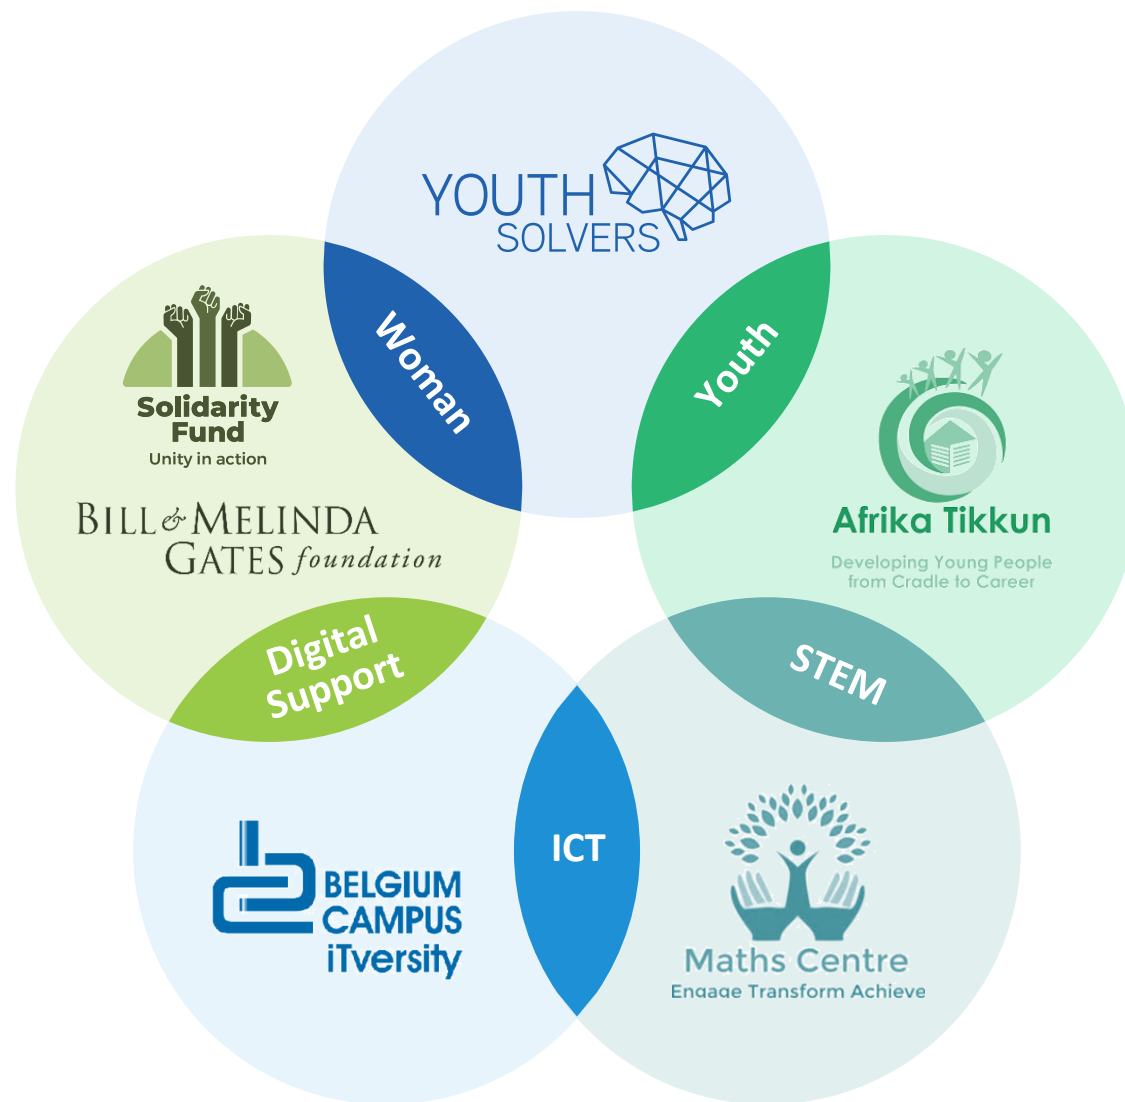 YOUTH
SOLVERS
Woman
Youth
Solidarity
Fund
Unity in action
BILL & MELINDA
GATES foundation
Afrika Tikkun
Developing Young People
from Cradle to Career
Digital
Support
STEM
ICT
BELGIUM
CAMPUS
iTversity
Maths Centre
Engage Transform Achieve